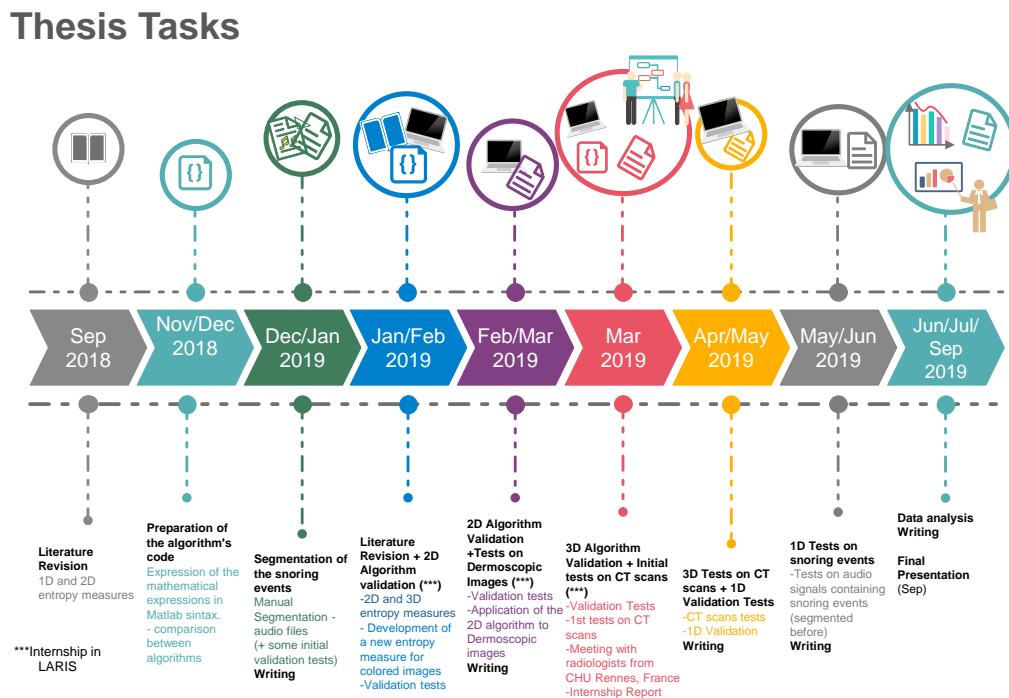 Thesis Tasks
Sep
2018
Nov/Dec
2018
Dec/Jan
2019
Jan/Feb
2019
Feb/Mar
2019
Mar
2019
Apr/May
2019
May/Jun
2019
Jun/Jul/
Sep
2019
Literature
Revision
1D and 2D
entropy measures
***Internship in
LARIS
Preparation of
the algorithm's
code
Expression of the
mathematical
expressions in
Matlab sintax.
- comparison
between
algorithms
Segmentation of
the snoring
events
Manual
Segmentation -
audio files
(+ some initial
validation tests)
Writing
Literature
Revision + 2D
Algorithm
validation (***)
-2D and 3D
entropy measures
- Development of
a new entropy
measure for
colored images
-Validation tests
2D Algorithm
Validation
+Tests on
Dermoscopic
Images (***)
-Validation tests
-Application of the
2D algorithm to
Dermoscopic
images
Writing
3D Algorithm
Validation + Initial
tests on CT scans
(***)
-Validation Tests
-1st tests on CT
scans
-Meeting with
radiologists from
CHU Rennes, France
-Internship Report
3D Tests on CT
scans + 1D
Validation Tests
-CT scans tests
-1D Validation
Writing
1D Tests on
snoring events
-Tests on audio
signals containing
snoring events
(segmented
before)
Writing
Data analysis
Writing
Final
Presentation
(Sep)